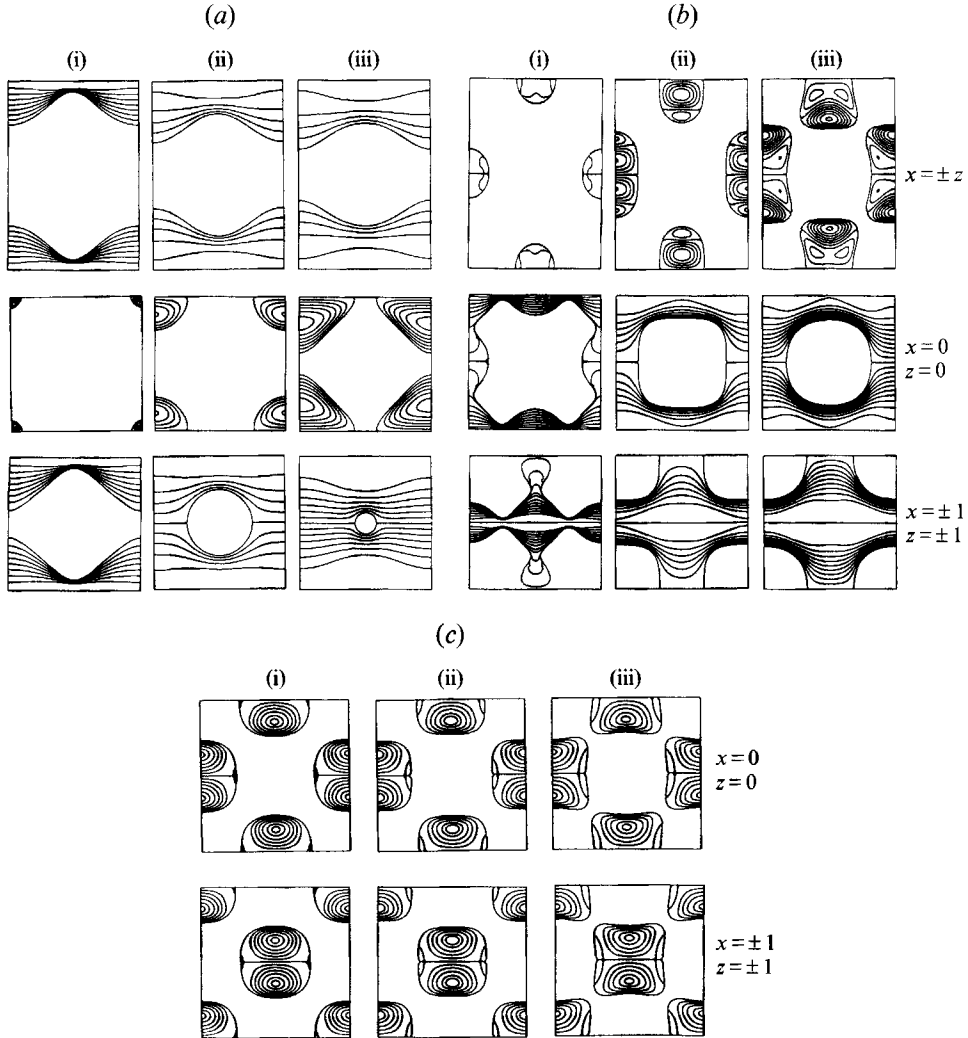 (a)
(b)
(i) (ii) (iii) (i) (ii) (iii)
x = ± z
x = 0
z = 0
x = ± 1
z = ± 1
(c)
(i) (ii) (iii)
x = 0
z = 0
x = ± 1
z = ± 1